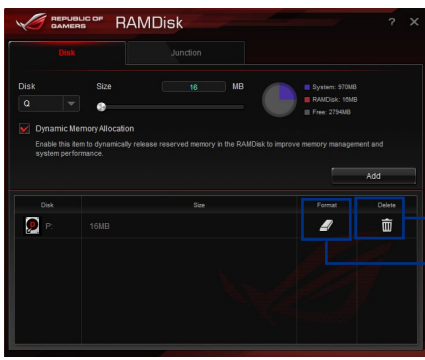 REPUBLIC OF
GAMERS
RAMDisk
? X
Disk Junction
Disk Size 16 MB
System: 970MB
Q
RAMDisk: 16MB
Free: 2794MB
Dynamic Memory Allocation
Enable this item to dynamically release reserved memory in the RAMDisk to improve memory management and
system performance.
Add
Disk Size Format Delete
P: 16MB